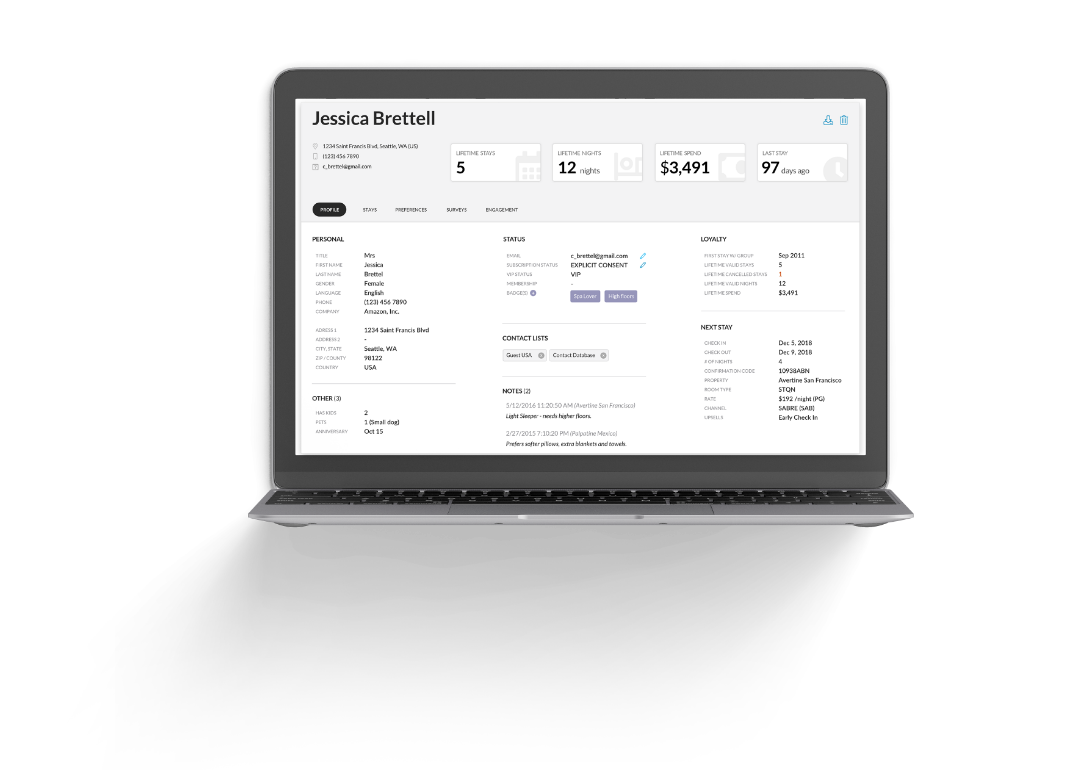 Jessica Brettell
1234 Saint Francis Blvd, Seattle, WA (US)
(123) 456 7890
c_brettel@gmail.com
LIFETIME STAYS
5
LIFETIME NIGHTS
12 nights
LIFETIME SPEND
$3,491
LAST STAY
97 days ago
PROFILE STAYS PREFERENCES SURVEYS ENGAGEMENT
PERSONAL
TITLE Mrs
FIRST NAME Jessica
LAST NAME Brettel
GENDER Female
LANGUAGE English
PHONE (123) 456 7890
COMPANY Amazon, Inc.
ADRESS 1 1234 Saint Francis Blvd
ADDRESS 2 -
CITY, STATE Seattle, WA
ZIP / COUNTY 98122
COUNTRY USA
OTHER (3)
HAS KIDS 2
PETS 1 (Small dog)
ANNIVERSARY Oct 15
STATUS
EMAIL c_brettel@gmail.com
SUBSCRIPTION STATUS EXPLICIT CONSENT
VIP STATUS VIP
MEMBERSHIP -
BADGE(S) Spa Lover High floors
CONTACT LISTS
Guest USA Contact Database
NOTES (2)
5/12/2016 11:20:50 AM (Avertine San Francisco)
Light Sleeper - needs higher floors.
2/27/2015 7:10:20 PM (Palpatine Mexico)
Prefers softer pillows, extra blankets and towels.
LOYALTY
FIRST STAY W/ GROUP Sep 2011
LIFETIME VALID STAYS 5
LIFETIME CANCELLED STAYS 1
LIFETIME VALID NIGHTS 12
LIFETIME SPEND $3,491
NEXT STAY
CHECK IN Dec 5, 2018
CHECK OUT Dec 9, 2018
# OF NIGHTS 4
CONFIRMATION CODE 10938ABN
PROPERTY Avertine San Francisco
ROOM TYPE STQN
RATE $192 /night (PG)
CHANNEL SABRE (SAB)
UPSELLS Early Check In